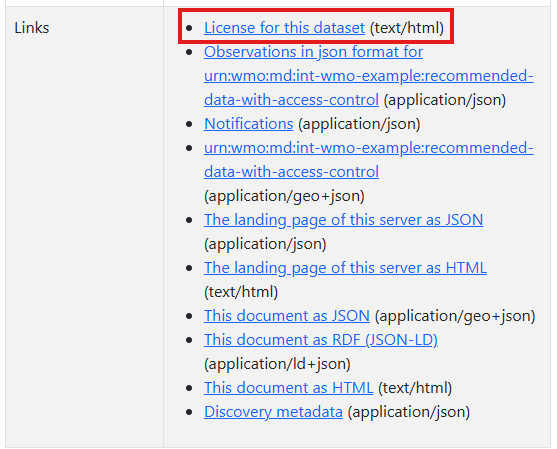 Links
License for this dataset (text/html)
Observations in json format for
urn:wmo:md:int-wmo-example:recommended-
data-with-access-control (application/json)
Notifications (application/json)
urn:wmo:md:int-wmo-example:recommended-
data-with-access-control
(application/geo+json)
The landing page of this server as JSON
(application/json)
The landing page of this server as HTML
(text/html)
This document as JSON (application/geo+json)
This document as RDF (JSON-LD)
(application/ld+json)
This document as HTML (text/html)
Discovery metadata (application/json)